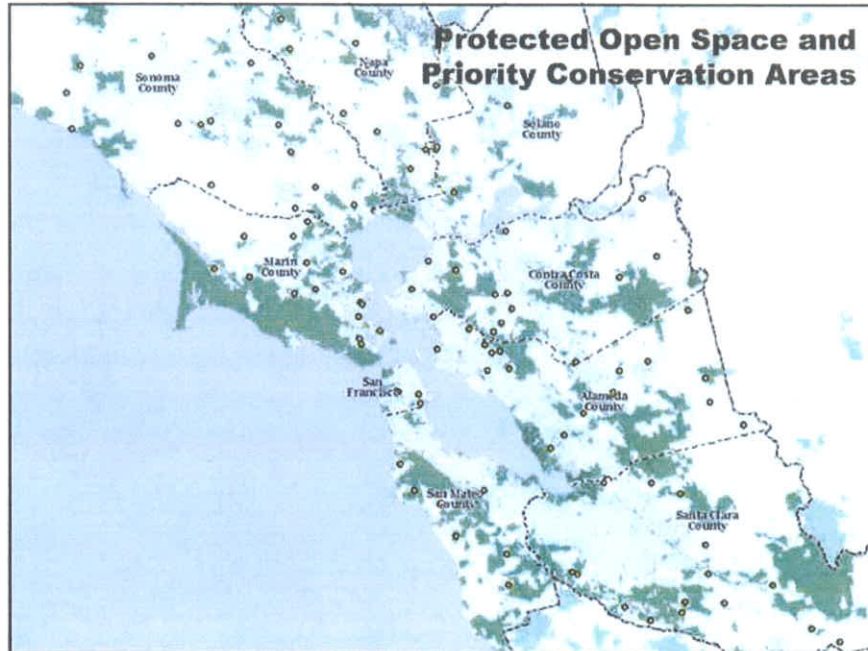 Protected Open Space and
Priority Conservation Areas
Napa
County
Sonoma
County
Solano
County
Marin
County
Contra Costa
County
San
Francisco
Alameda
County
San Mateo
County
Santa Clara
County